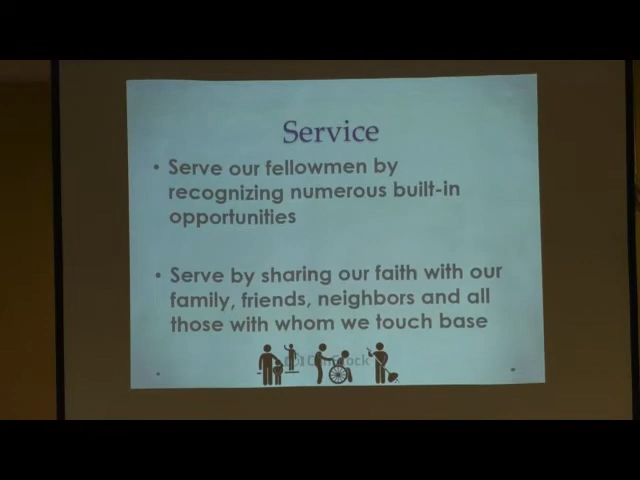 Service
• Serve our fellowmen by
recognizing numerous built-in
opportunities
• Serve by sharing our faith with our
family, friends, neighbors and all
those with whom we touch base